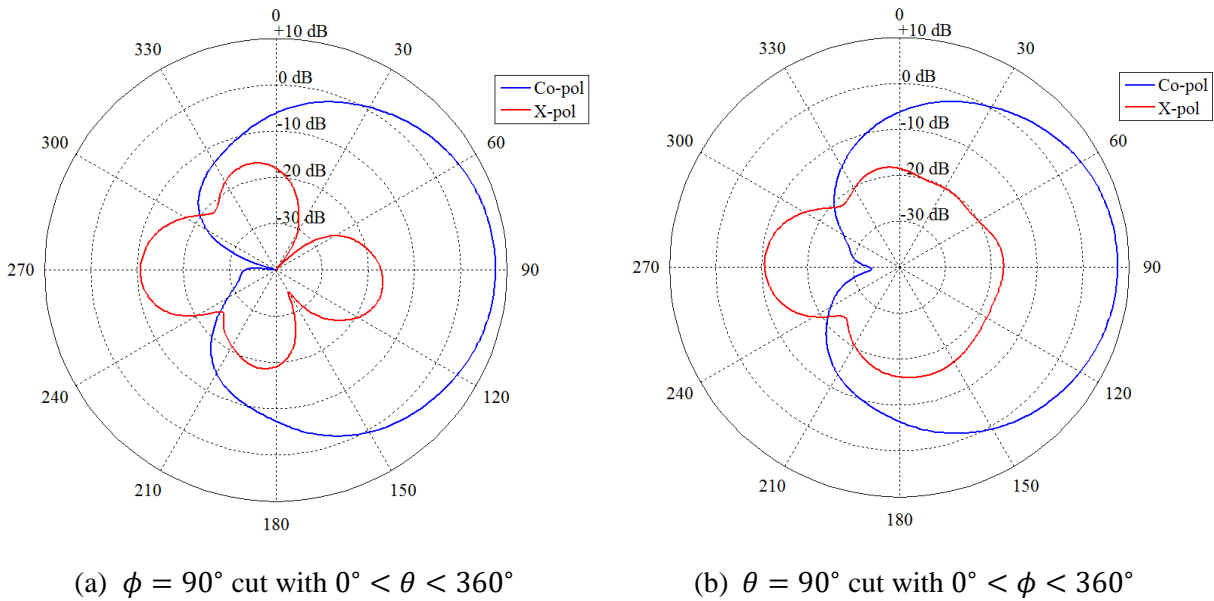 0
+10 dB
330
30
0 dB
Co-pol
X-pol
-10 dB
300
60
-20 dB
-30 dB
270
90
240
120
210
150
180
(a) ϕ = 90° cut with 0° < θ < 360°
0
+10 dB
330
30
0 dB
Co-pol
X-pol
-10 dB
300
60
-20 dB
-30 dB
270
90
240
120
210
150
180
(b) θ = 90° cut with 0° < ϕ < 360°